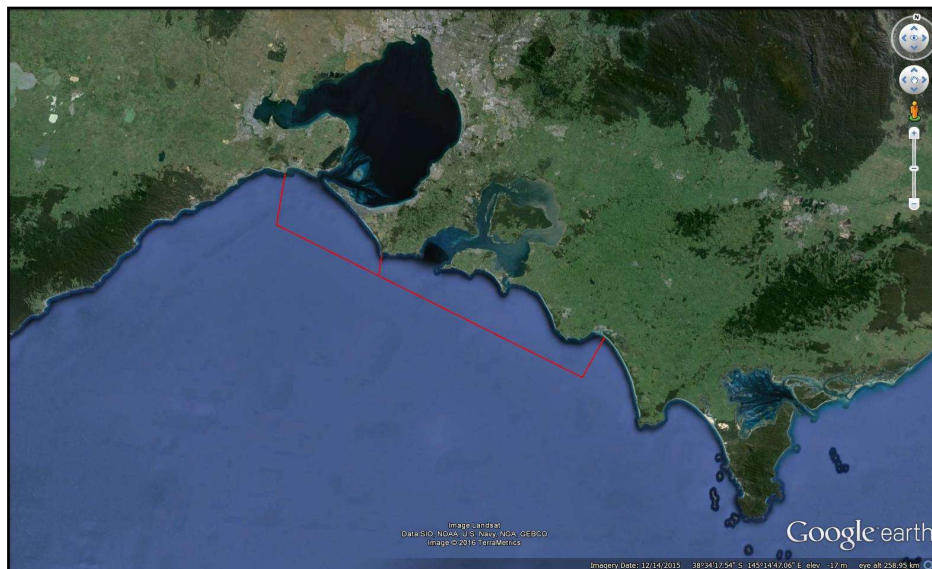 N
Image Landsat
Data SIO, NOAA, U.S. Navy, NGA, GEBCO
Image © 2016 TerraMetrics
Google earth
Imagery Date: 12/14/2015 38°34'17.54" S 145°14'47.06" E elev -17 m eye alt 258.95 km